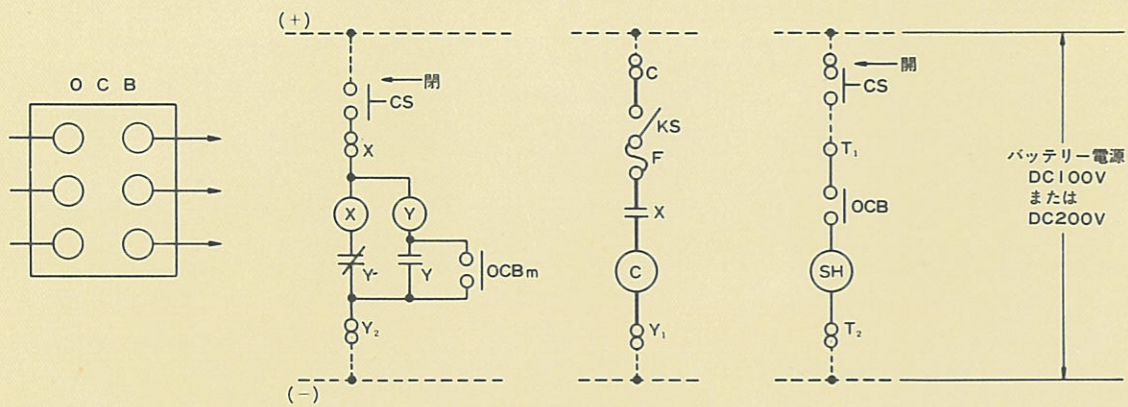 OCB
(+)
閉
CS
X
X
Y
Y
Y
OCBm
Y₂
(-)
C
KS
F
X
C
Y₁
開
CS
T₁
OCB
SH
T₂
バッテリー電源
DC100V
または
DC200V